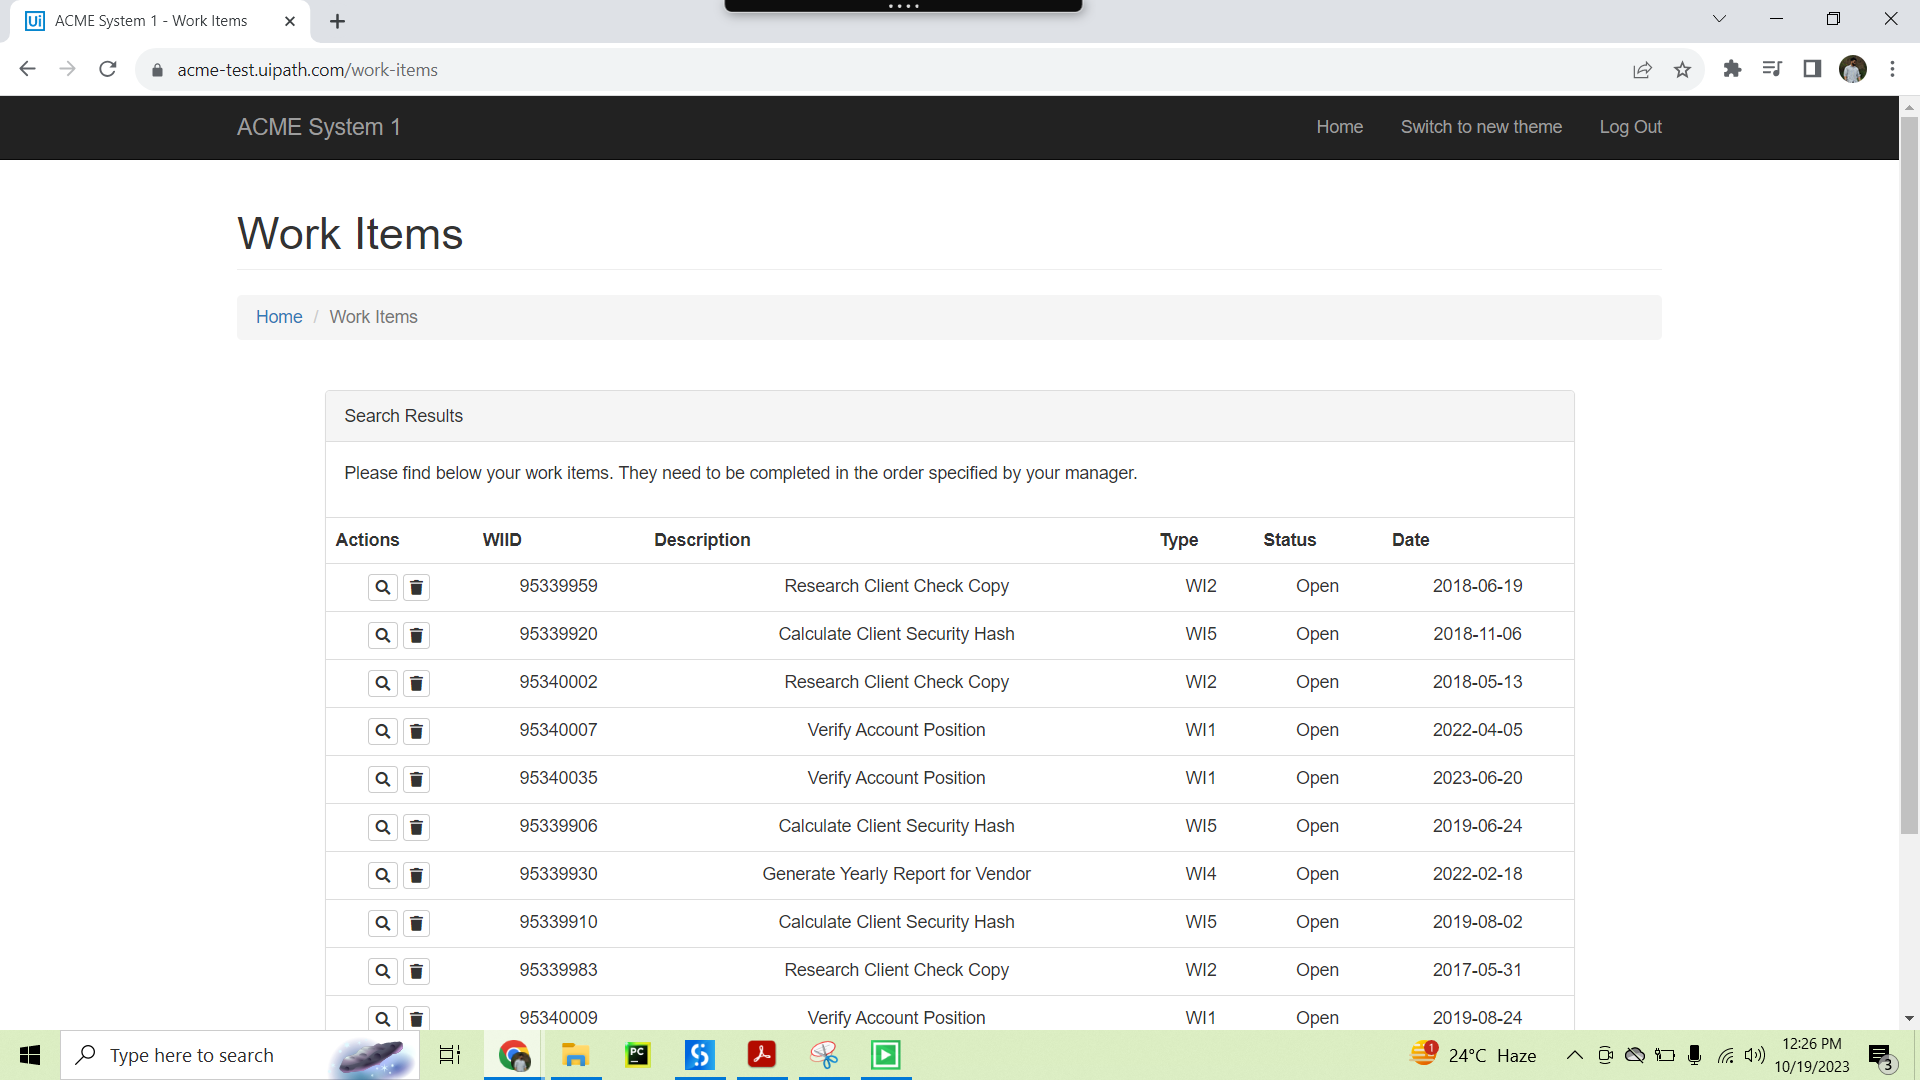 Ui ACME System 1 - Work Items
acme-test.uipath.com/work-items
ACME System 1 Home Switch to new theme Log Out
Work Items
Home / Work Items
Search Results
Please find below your work items. They need to be completed in the order specified by your manager.
Actions WIID Description Type Status Date
95339959 Research Client Check Copy WI2 Open 2018-06-19
95339920 Calculate Client Security Hash WI5 Open 2018-11-06
95340002 Research Client Check Copy WI2 Open 2018-05-13
95340007 Verify Account Position WI1 Open 2022-04-05
95340035 Verify Account Position WI1 Open 2023-06-20
95339906 Calculate Client Security Hash WI5 Open 2019-06-24
95339930 Generate Yearly Report for Vendor WI4 Open 2022-02-18
95339910 Calculate Client Security Hash WI5 Open 2019-08-02
95339983 Research Client Check Copy WI2 Open 2017-05-31
95340009 Verify Account Position WI1 Open 2019-08-24
Type here to search PC 1 24°C Haze 12:26 PM
10/19/2023 3